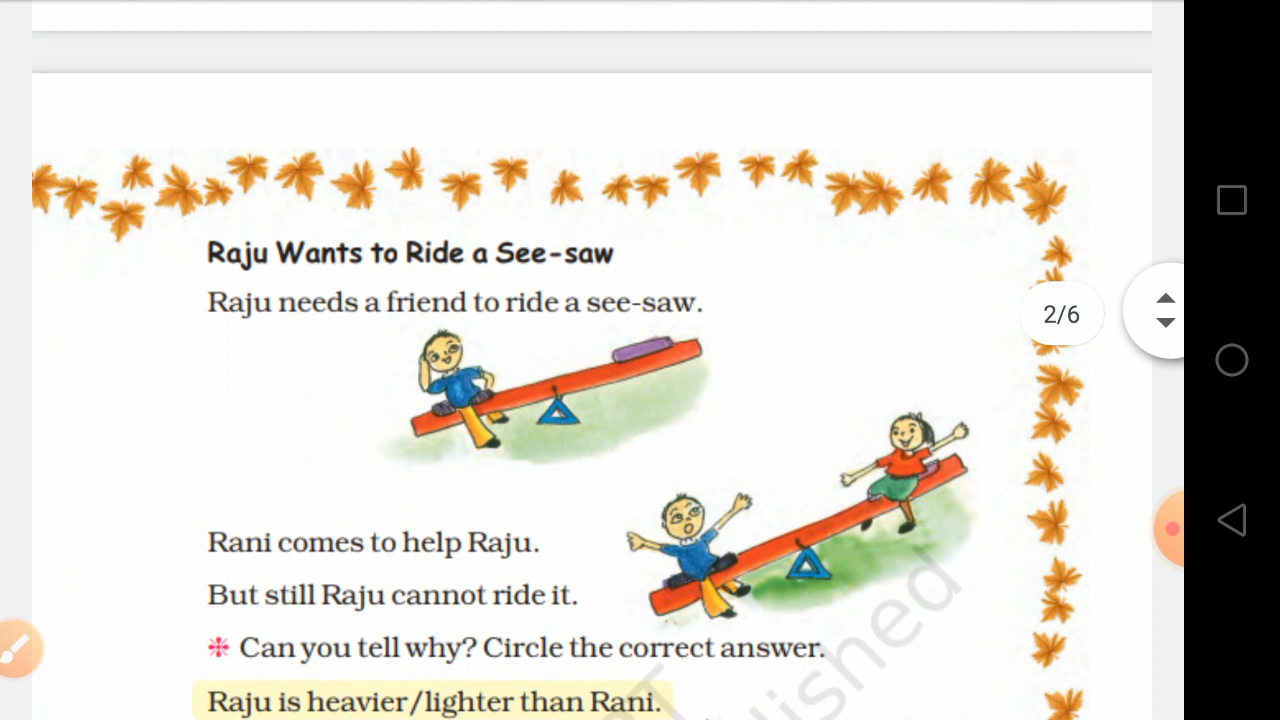 Raju Wants to Ride a See-saw
Raju needs a friend to ride a see-saw.
2/6
Rani comes to help Raju.
But still Raju cannot ride it.
❉ Can you tell why? Circle the correct answer.
Raju is heavier/lighter than Rani.